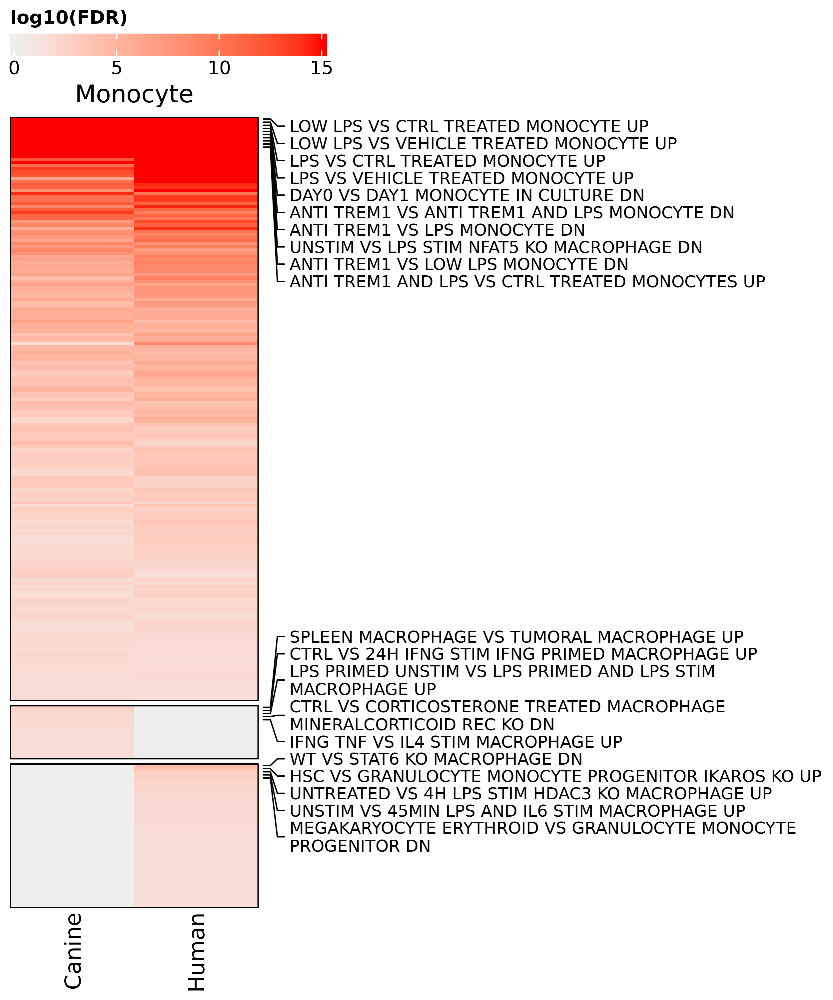 log10(FDR)
0 5 10 15
Monocyte
LOW LPS VS CTRL TREATED MONOCYTE UP
LOW LPS VS VEHICLE TREATED MONOCYTE UP
LPS VS CTRL TREATED MONOCYTE UP
LPS VS VEHICLE TREATED MONOCYTE UP
DAY0 VS DAY1 MONOCYTE IN CULTURE DN
ANTI TREM1 VS ANTI TREM1 AND LPS MONOCYTE DN
ANTI TREM1 VS LPS MONOCYTE DN
UNSTIM VS LPS STIM NFAT5 KO MACROPHAGE DN
ANTI TREM1 VS LOW LPS MONOCYTE DN
ANTI TREM1 AND LPS VS CTRL TREATED MONOCYTES UP
SPLEEN MACROPHAGE VS TUMORAL MACROPHAGE UP
CTRL VS 24H IFNG STIM IFNG PRIMED MACROPHAGE UP
LPS PRIMED UNSTIM VS LPS PRIMED AND LPS STIM
MACROPHAGE UP
CTRL VS CORTICOSTERONE TREATED MACROPHAGE
MINERALCORTICOID REC KO DN
IFNG TNF VS IL4 STIM MACROPHAGE UP
WT VS STAT6 KO MACROPHAGE DN
HSC VS GRANULOCYTE MONOCYTE PROGENITOR IKAROS KO UP
UNTREATED VS 4H LPS STIM HDAC3 KO MACROPHAGE UP
UNSTIM VS 45MIN LPS AND IL6 STIM MACROPHAGE UP
MEGAKARYOCYTE ERYTHROID VS GRANULOCYTE MONOCYTE
PROGENITOR DN
Canine
Human